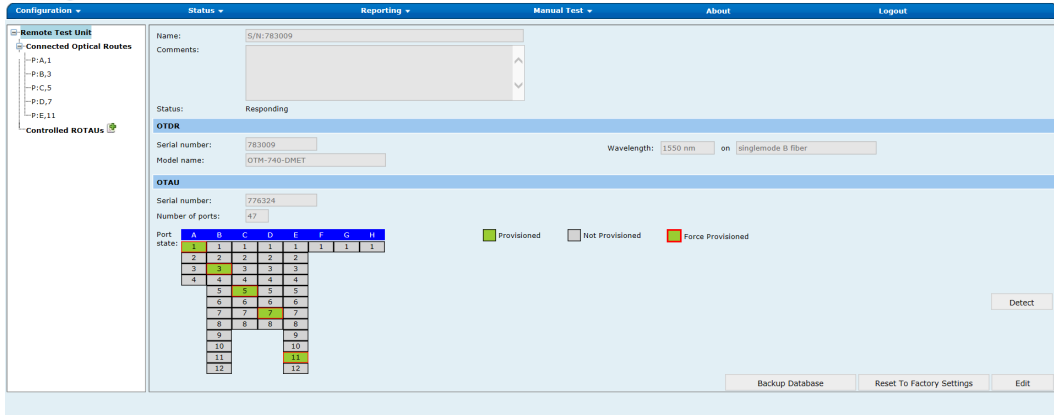 Configuration Status Reporting Manual Test About Logout
Remote Test Unit
Connected Optical Routes
P:A,1
P:B,3
P:C,5
P:D,7
P:E,11
Controlled ROTAUs
Name: S/N:783009
Comments:
Status: Responding
OTDR
Serial number: 783009
Wavelength: 1550 nm on singlemode B fiber
Model name: OTM-740-DMET
OTAU
Serial number: 776324
Number of ports: 47
Port state:
A B C D E F G H
1 1 1 1 1 1 1 1
2 2 2 2 2
3 3 3 3 3
4 4 4 4 4
5 5 5 5
6 6 6 6
7 7 7 7
8 8 8 8
9 9
10 10
11 11
12 12
Provisioned Not Provisioned Force Provisioned
Detect
Backup Database Reset To Factory Settings Edit